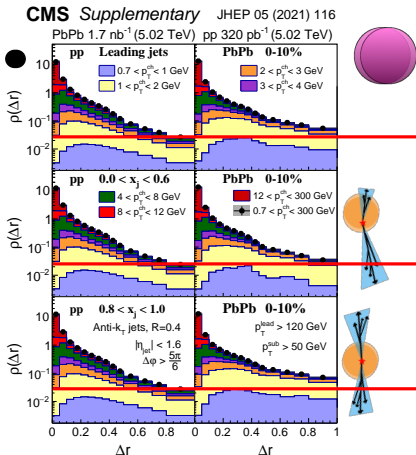 CMS Supplementary JHEP 05 (2021) 116
PbPb 1.7 nb⁻¹ (5.02 TeV) pp 320 pb⁻¹ (5.02 TeV)
pp Leading jets
0.7 < p_T^ch < 1 GeV
1 < p_T^ch < 2 GeV
PbPb 0-10%
2 < p_T^ch < 3 GeV
3 < p_T^ch < 4 GeV
ρ(Δr)
10
1
10⁻¹
10⁻²
0.0 < x_j < 0.6
pp
4 < p_T^ch < 8 GeV
8 < p_T^ch < 12 GeV
PbPb 0-10%
12 < p_T^ch < 300 GeV
0.7 < p_T^ch < 300 GeV
ρ(Δr)
10
1
10⁻¹
10⁻²
pp 0.8 < x_j < 1.0
Anti-k_T jets, R=0.4
|η_jet| < 1.6
Δφ > 5π/6
PbPb 0-10%
p_T^lead > 120 GeV
p_T^sub > 50 GeV
ρ(Δr)
10
1
10⁻¹
10⁻²
0 0.2 0.4 0.6 0.8 0 0.2 0.4 0.6 0.8 1
Δr Δr